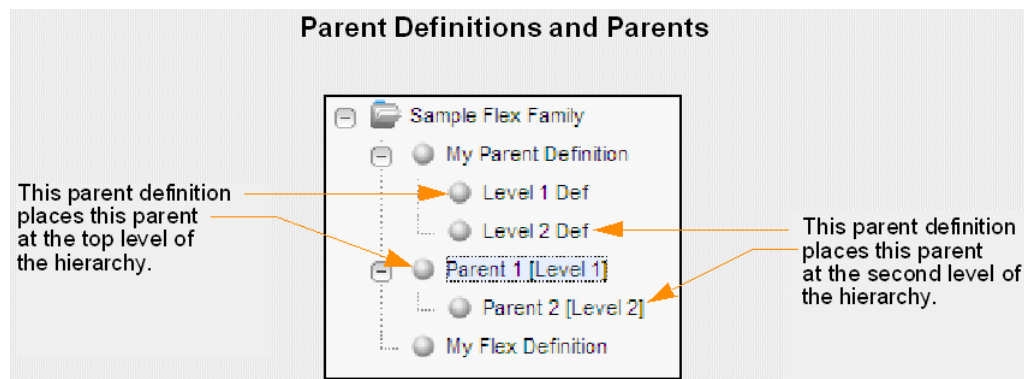 Parent Definitions and Parents
Sample Flex Family
My Parent Definition
Level 1 Def
Level 2 Def
Parent 1 [Level 1]
Parent 2 [Level 2]
My Flex Definition
This parent definition
places this parent
at the top level of
the hierarchy.
This parent definition
places this parent
at the second level of
the hierarchy.